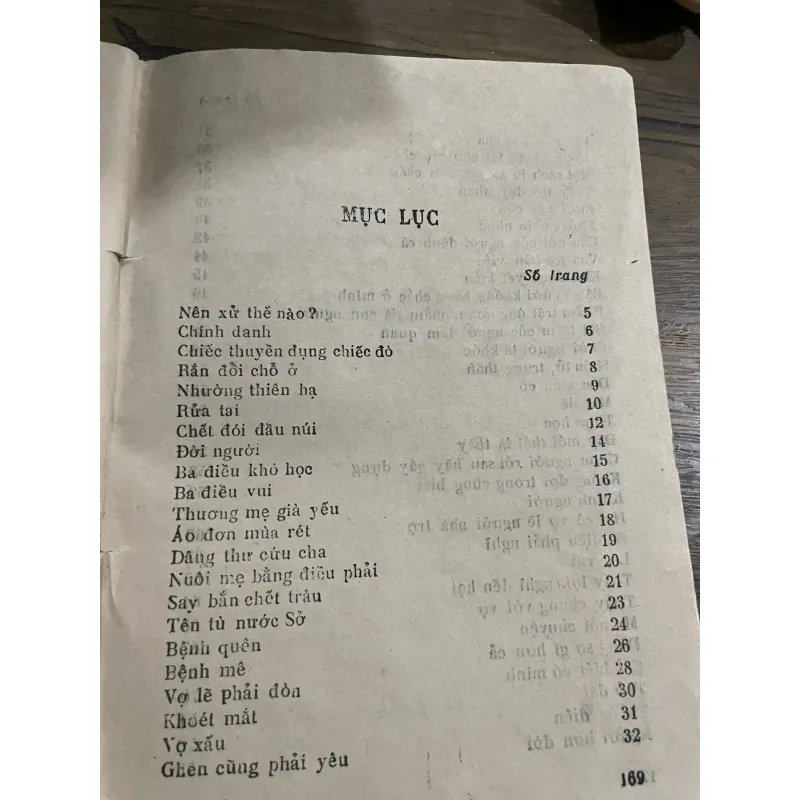 MỤC LỤC
Số trang
Nên xử thế nào? 5
Chính danh 6
Chiếc thuyền đụng chiếc đò 7
Rắn đổi chỗ ở 8
Nhường thiên hạ 9
Rửa tai 10
Chết đói đầu núi 12
Đời người 14
Ba điều khó học 15
Ba điều vui 16
Thương mẹ già yếu 17
Áo đơn mùa rét 18
Dâng thư cứu cha 19
Nuôi mẹ bằng điều phải 20
Say bắn chết trâu 21
Tên tù nước Sở 23
Bệnh quên 24
Bệnh mê 26
Vợ lẽ phải đòn 28
Khoét mắt 30
Vợ xấu 31
Ghen cũng phải yêu 32
169